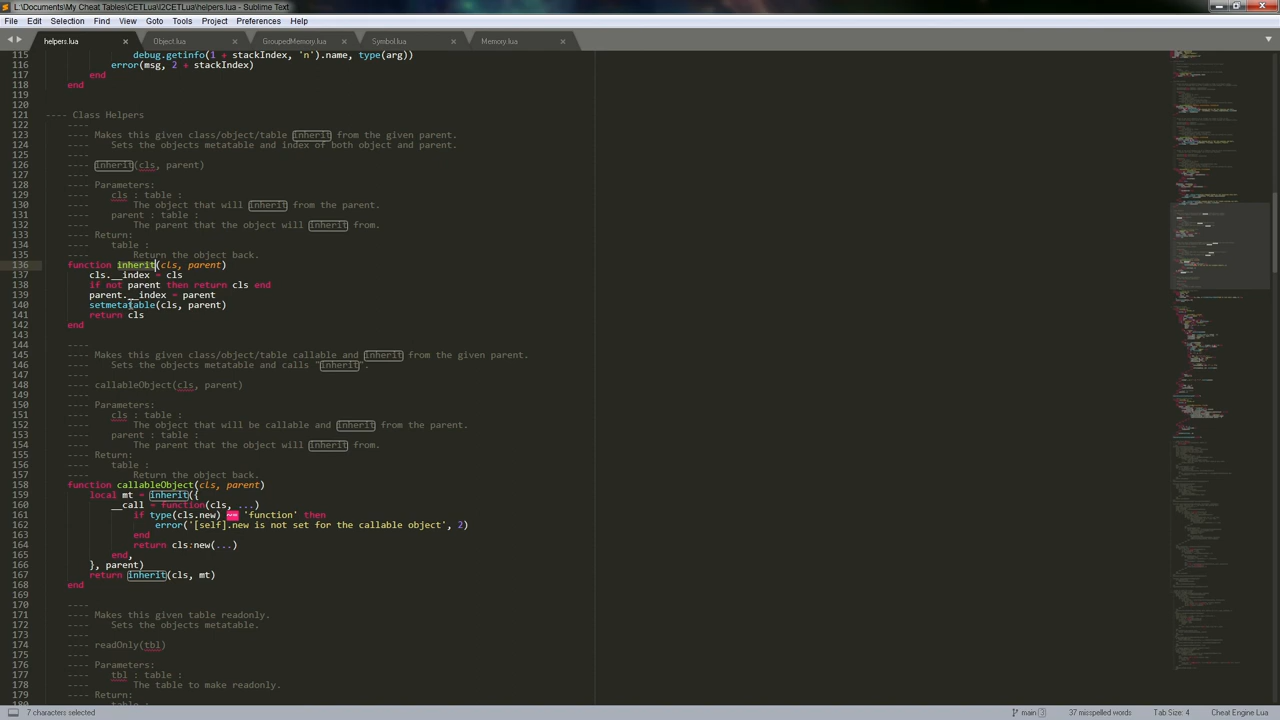 L:\Documents\My Cheat Tables\CETLua\I2CETLua\helpers.lua - Sublime Text
File Edit Selection Find View Goto Tools Project Preferences Help
helpers.lua Object.lua GroupedMemory.lua Symbol.lua Memory.lua
115 debug.getinfo(1 + stackIndex, 'n').name, type(arg))
116 error(msg, 2 + stackIndex)
117 end
118 end
119
120
121 ---- Class Helpers
122 ----
123 ---- Makes this given class/object/table inherit from the given parent.
124 ---- Sets the objects metatable and index of both object and parent.
125 ----
126 ---- inherit(cls, parent)
127 ----
128 ---- Parameters:
129 ---- cls : table :
130 ---- The object that will inherit from the parent.
131 ---- parent : table :
132 ---- The parent that the object will inherit from.
133 ---- Return:
134 ---- table :
135 ---- Return the object back.
136 function inherit(cls, parent)
137 cls.__index = cls
138 if not parent then return cls end
139 parent.__index = parent
140 setmetatable(cls, parent)
141 return cls
142 end
143
144 ----
145 ---- Makes this given class/object/table callable and inherit from the given parent.
146 ---- Sets the objects metatable and calls "inherit".
147 ----
148 ---- callableObject(cls, parent)
149 ----
150 ---- Parameters:
151 ---- cls : table :
152 ---- The object that will be callable and inherit from the parent.
153 ---- parent : table :
154 ---- The parent that the object will inherit from.
155 ---- Return:
156 ---- table :
157 ---- Return the object back.
158 function callableObject(cls, parent)
159 local mt = inherit({
160 __call = function(cls, ...)
161 if type(cls.new) ~= 'function' then
162 error('[self].new is not set for the callable object', 2)
163 end
164 return cls:new(...)
165 end,
166 }, parent)
167 return inherit(cls, mt)
168 end
169
170 ----
171 ---- Makes this given table readonly.
172 ---- Sets the objects metatable.
173 ----
174 ---- readOnly(tbl)
175 ----
176 ---- Parameters:
177 ---- tbl : table :
178 ---- The table to make readonly.
179 ---- Return:
180 ---- table :
7 characters selected main 3 37 misspelled words Tab Size: 4 Cheat Engine Lua